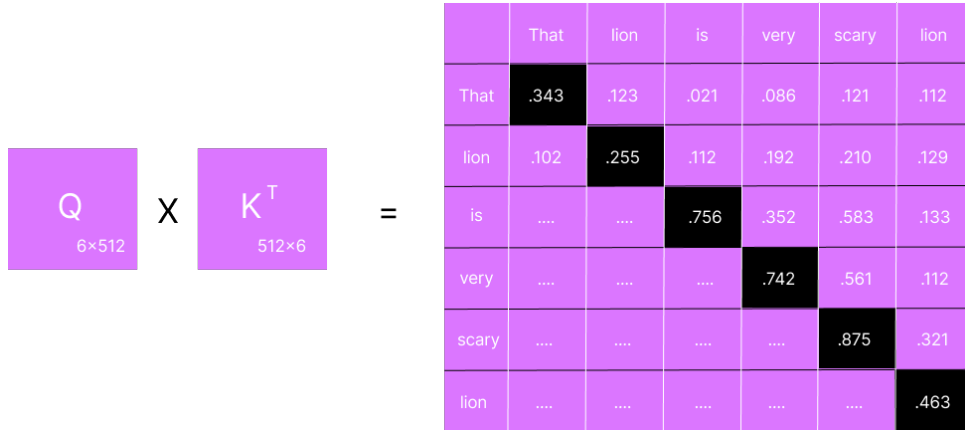 That lion is very scary lion
That .343 .123 .021 .086 .121 .112
lion .102 .255 .112 .192 .210 .129
Q X K T =
6×512 512×6
is .... .... .756 .352 .583 .133
very .... .... .... .742 .561 .112
scary .... .... .... .... .875 .321
lion .... .... .... .... .... .463